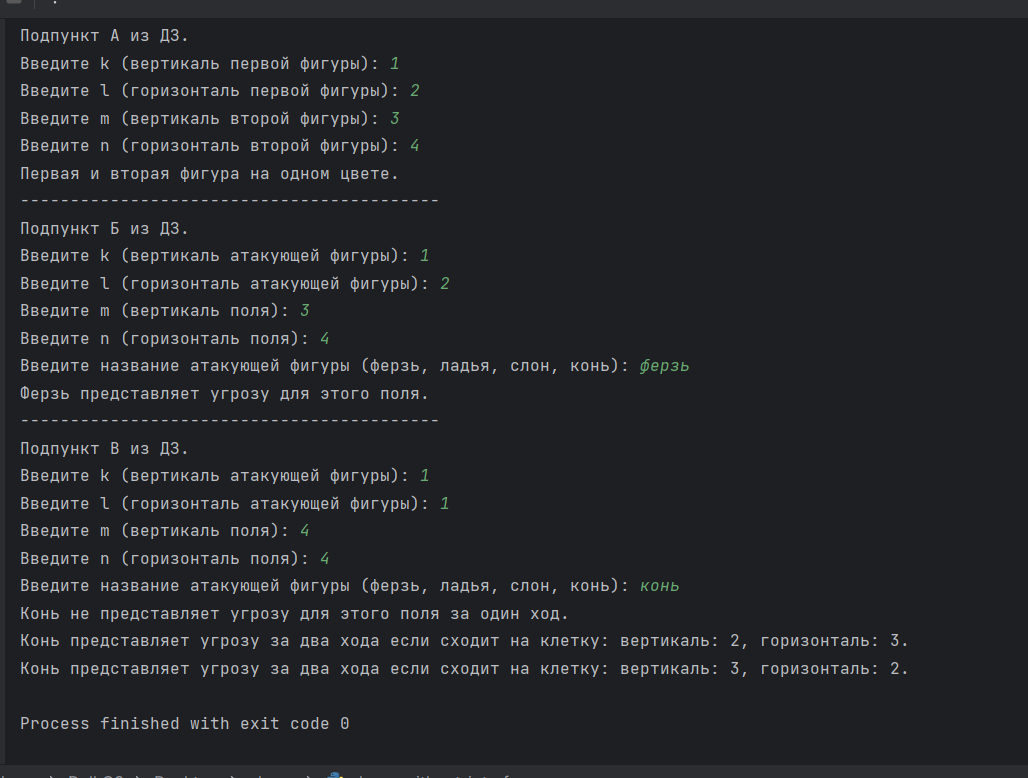 Подпункт А из ДЗ.
Введите k (вертикаль первой фигуры): 1
Введите l (горизонталь первой фигуры): 2
Введите m (вертикаль второй фигуры): 3
Введите n (горизонталь второй фигуры): 4
Первая и вторая фигура на одном цвете.
------------------------------------------
Подпункт Б из ДЗ.
Введите k (вертикаль атакующей фигуры): 1
Введите l (горизонталь атакующей фигуры): 2
Введите m (вертикаль поля): 3
Введите n (горизонталь поля): 4
Введите название атакующей фигуры (ферзь, ладья, слон, конь): ферзь
Ферзь представляет угрозу для этого поля.
------------------------------------------
Подпункт В из ДЗ.
Введите k (вертикаль атакующей фигуры): 1
Введите l (горизонталь атакующей фигуры): 1
Введите m (вертикаль поля): 4
Введите n (горизонталь поля): 4
Введите название атакующей фигуры (ферзь, ладья, слон, конь): конь
Конь не представляет угрозу для этого поля за один ход.
Конь представляет угрозу за два хода если сходит на клетку: вертикаль: 2, горизонталь: 3.
Конь представляет угрозу за два хода если сходит на клетку: вертикаль: 3, горизонталь: 2.
Process finished with exit code 0